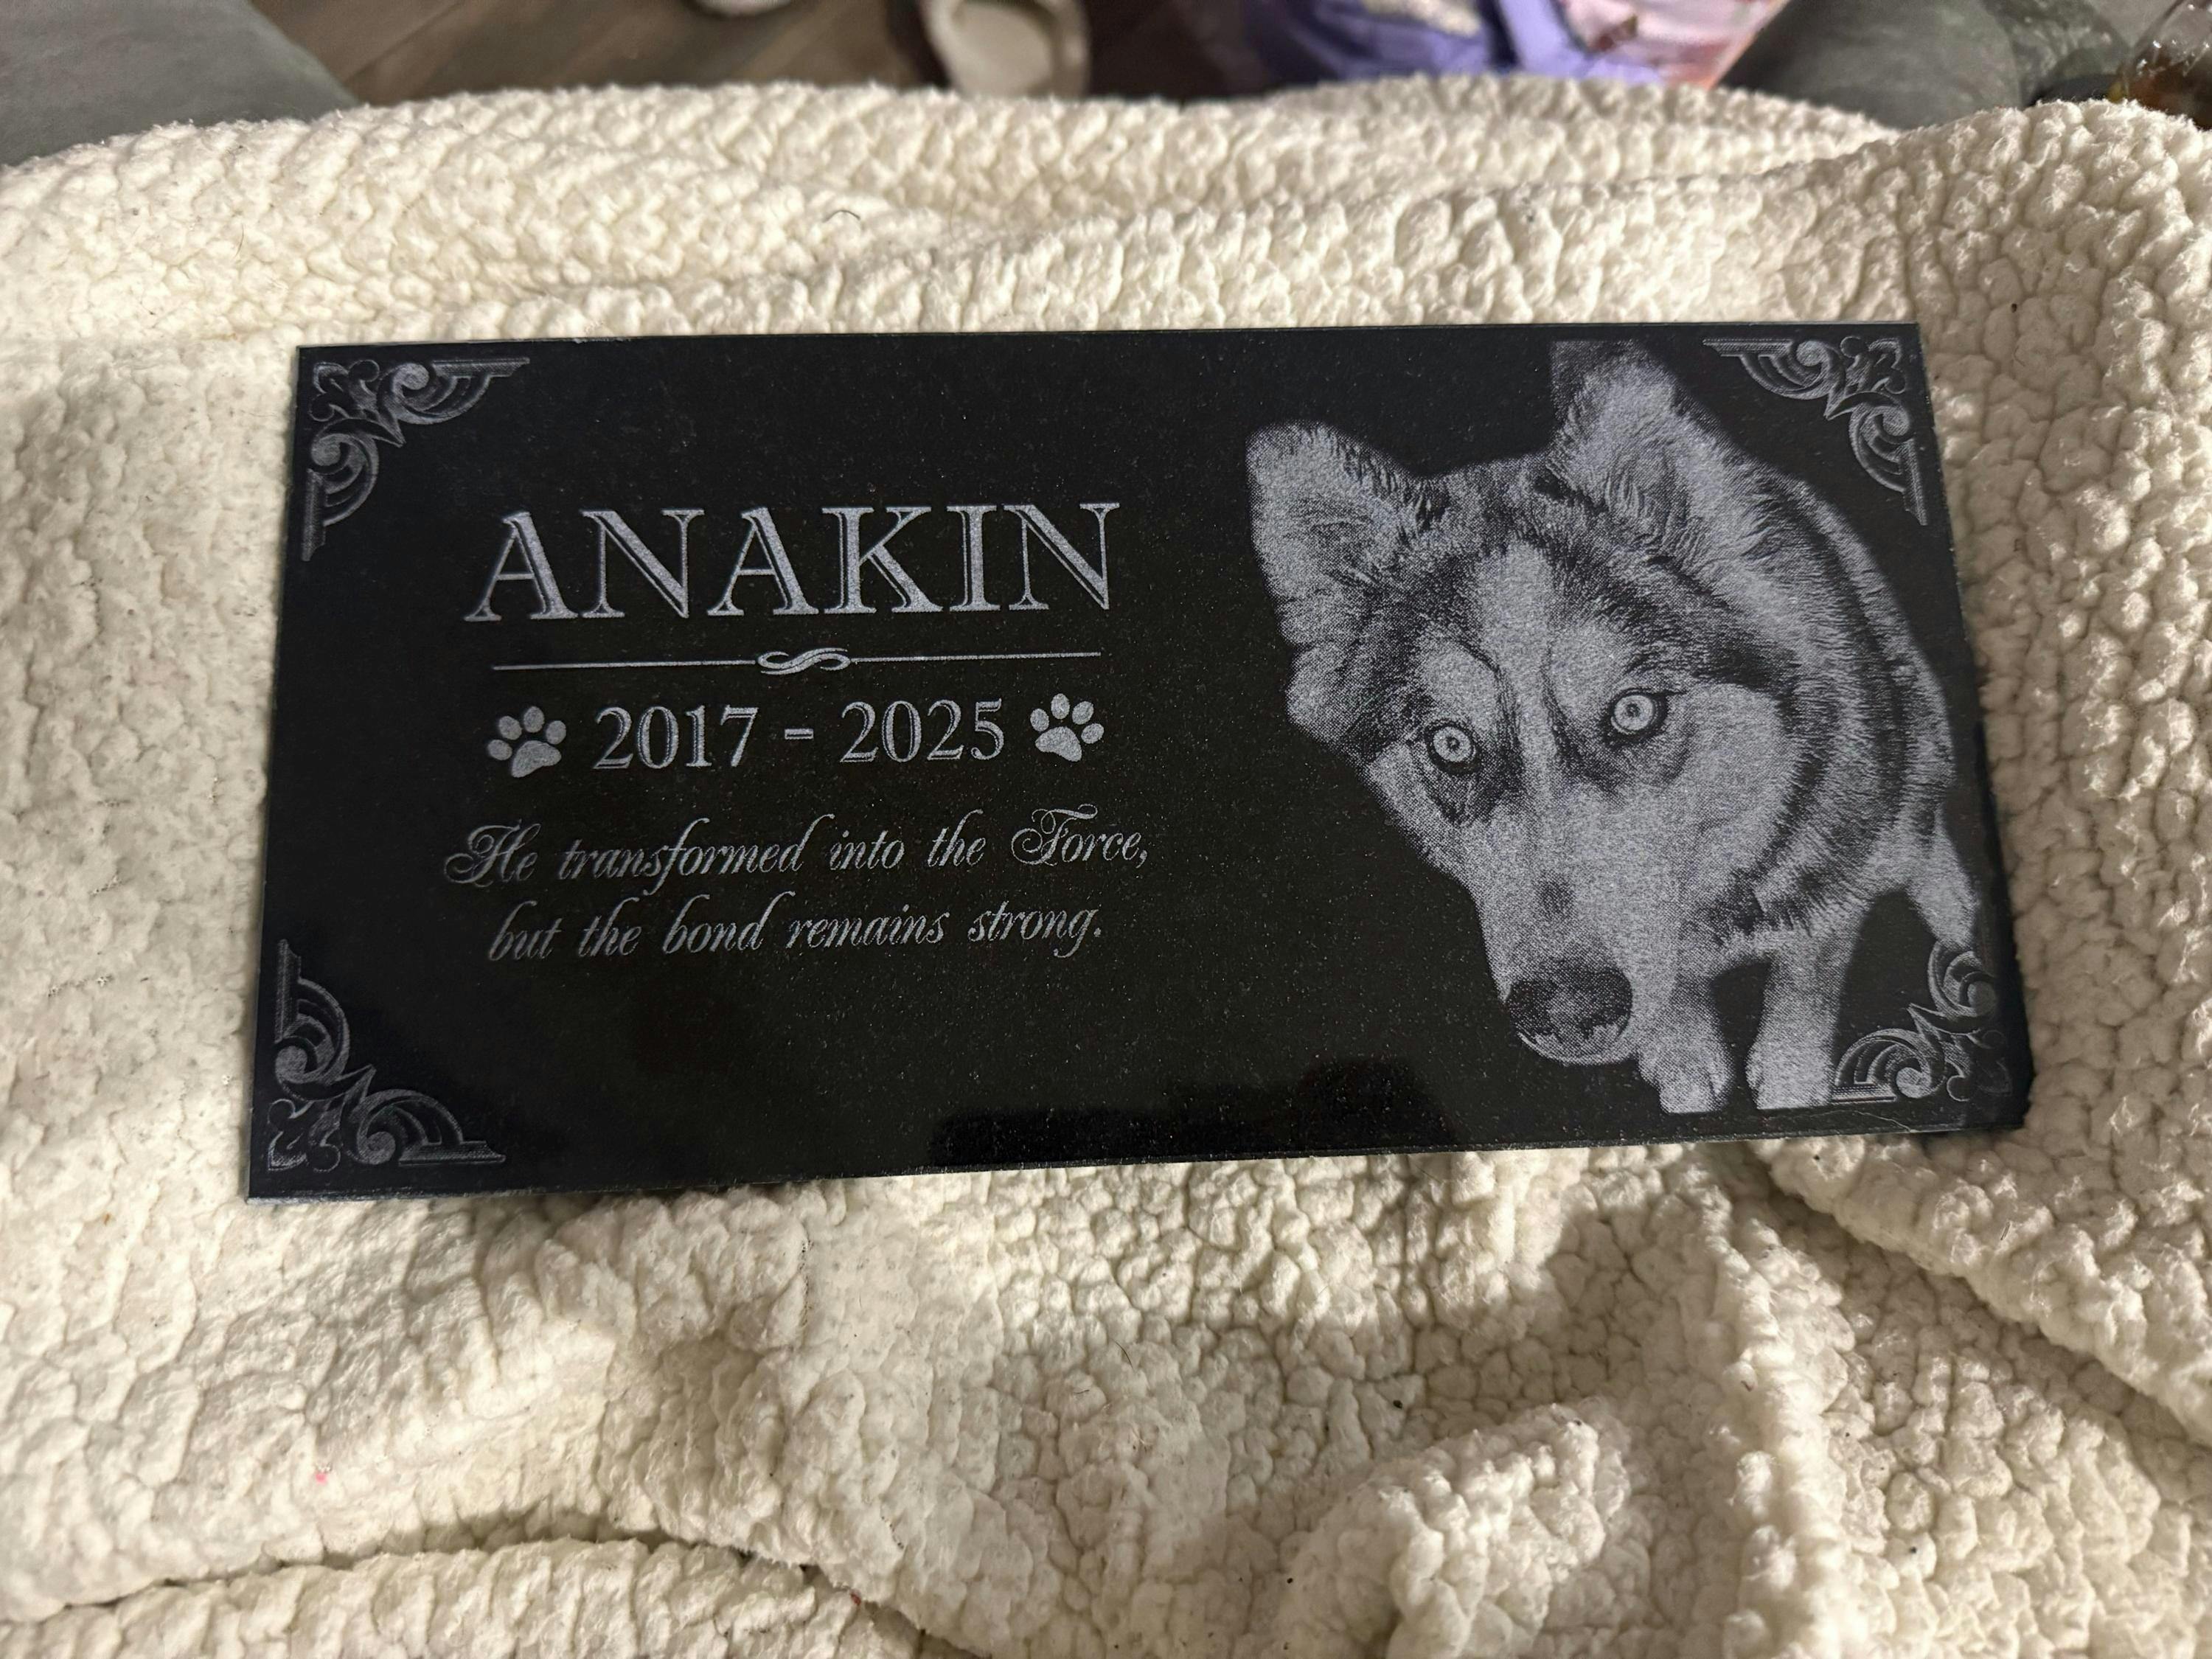 ANAKIN
2017 - 2025
He transformed into the Force,
but the bond remains strong.